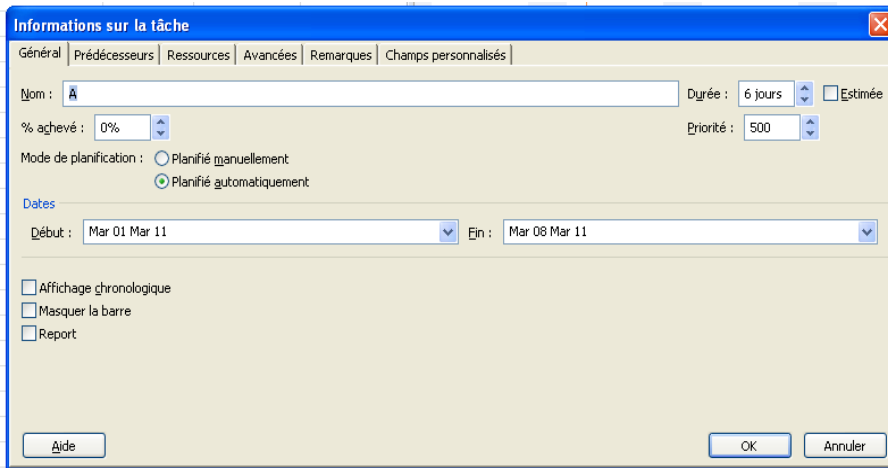 Informations sur la tâche
Général Prédécesseurs Ressources Avancées Remarques Champs personnalisés
Nom : A Durée : 6 jours Estimée
% achevé : 0% Priorité : 500
Mode de planification : Planifié manuellement
Planifié automatiquement
Dates
Début : Mar 01 Mar 11 Fin : Mar 08 Mar 11
Affichage chronologique
Masquer la barre
Report
Aide OK Annuler